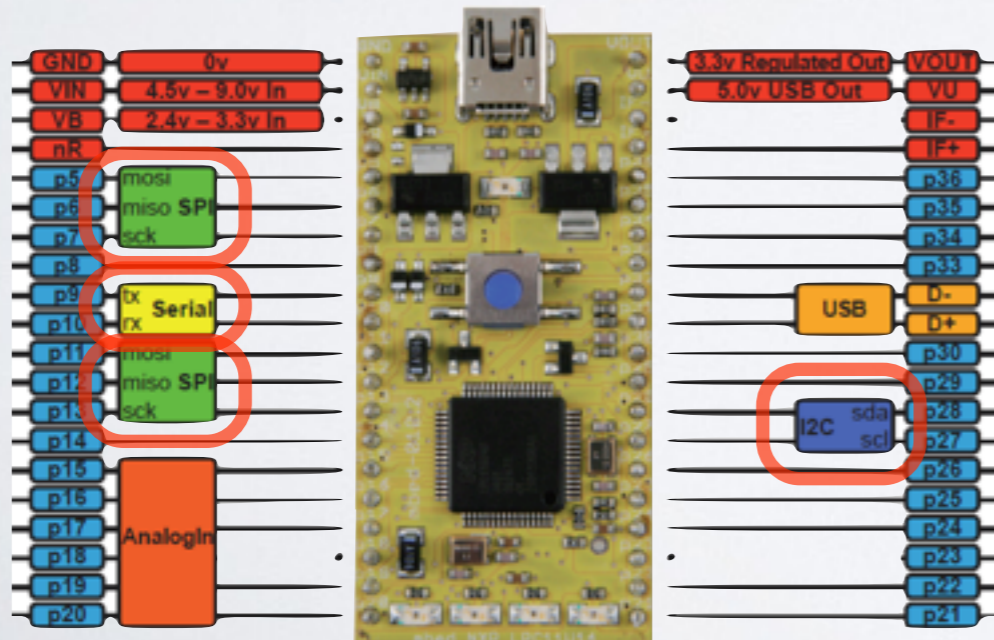 GND 0v
VIN 4.5v – 9.0v In
VB 2.4v – 3.3v In
nR
p5 mosi
p6 miso SPI
p7 sck
p8
p9 tx Serial
p10 rx
p11 mosi
p12 miso SPI
p13 sck
p14
p15
p16
p17 AnalogIn
p18
p19
p20
3.3v Regulated Out VOUT
5.0v USB Out VU
IF-
IF+
p36
p35
p34
p33
USB D-
D+
p30
p29
I2C sda p28
scl p27
p26
p25
p24
p23
p22
p21
GND